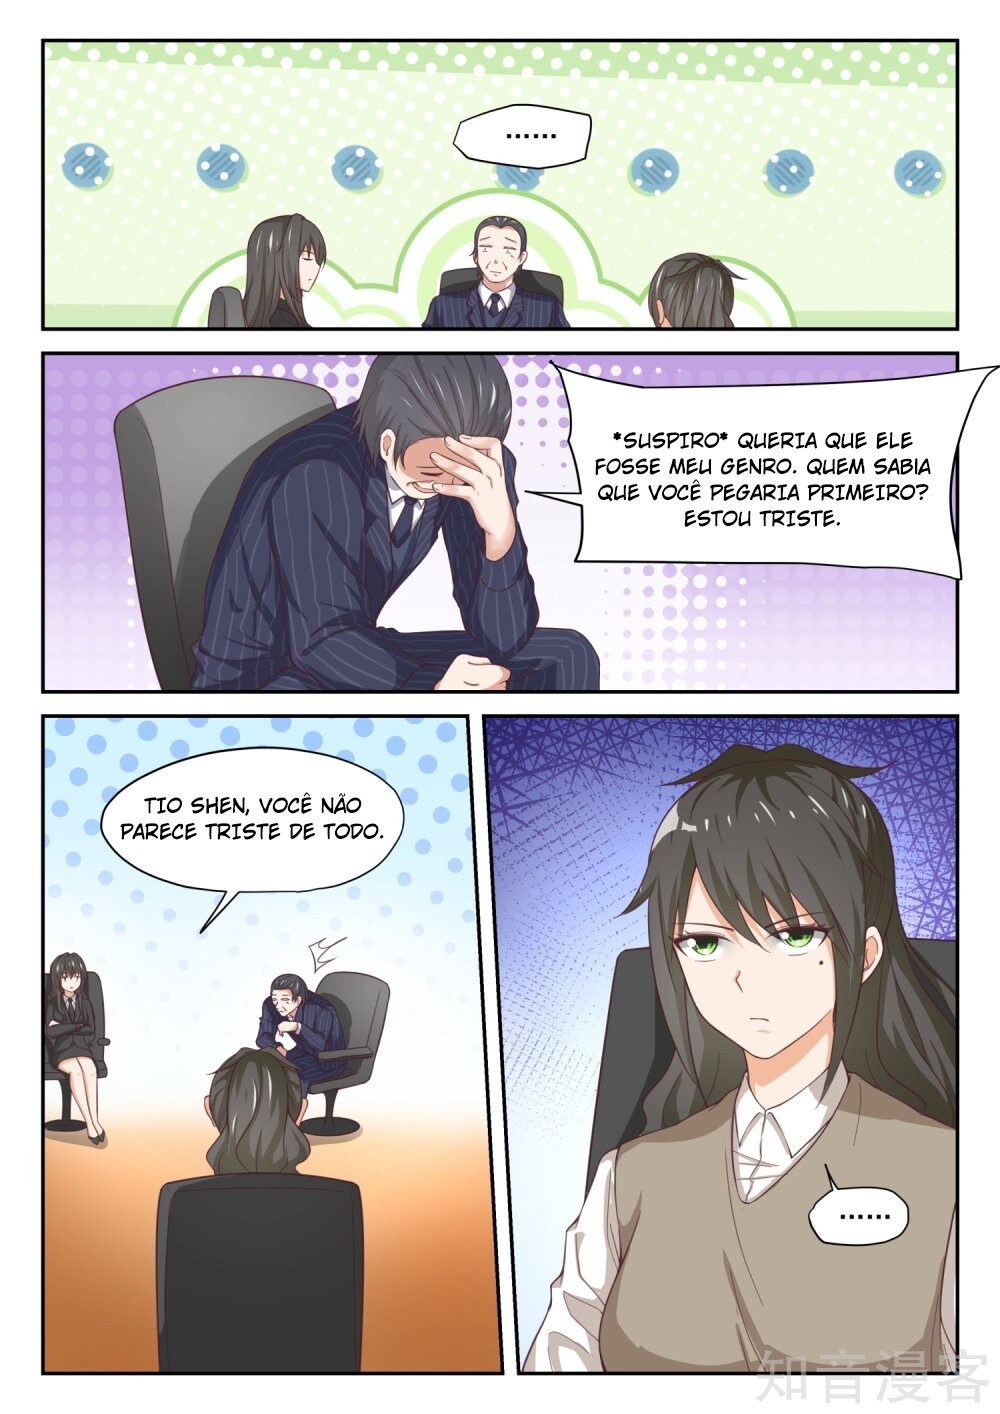 ......
*SUSPIRO* QUERIA QUE ELE
FOSSE MEU GENRO. QUEM SABIA
QUE VOCÊ PEGARIA PRIMEIRO?
ESTOU TRISTE.
TIO SHEN, VOCÊ NÃO
PARECE TRISTE DE TODO.
......
知音漫客